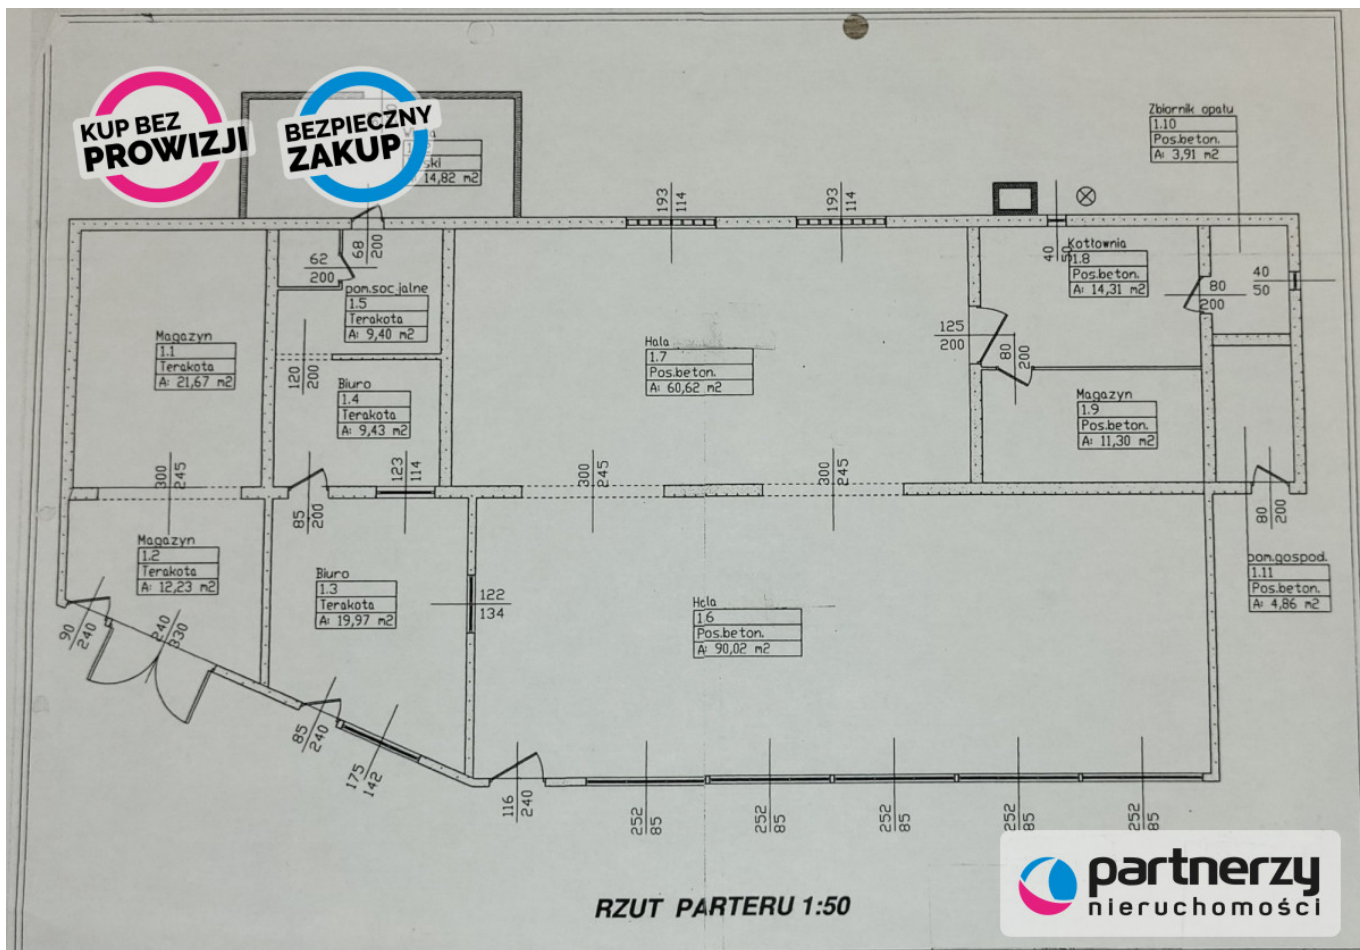 KUP BEZ
PROWIZJI
BEZPIECZNY
ZAKUP
14,82 m2
Zbiornik opału
1.10
Pos.beton.
A: 3,91 m2
193
114
193
114
62
200
68
200
pom.socjalne
1.5
Terakota
A: 9,40 m2
40
50
Kotłownia
1.8
Pos.beton.
A: 14,31 m2
80
200
40
50
Magazyn
1.1
Terakota
A: 21,67 m2
120
200
Biuro
1.4
Terakota
A: 9,43 m2
Hala
1.7
Pos.beton.
A: 60,62 m2
125
200
80
200
Magazyn
1.9
Pos.beton.
A: 11,30 m2
300
245
123
114
300
245
300
245
85
200
80
200
Magazyn
1.2
Terakota
A: 12,23 m2
Biuro
1.3
Terakota
A: 19,97 m2
122
134
Hala
1.6
Pos.beton.
A: 90,02 m2
pom.gospod.
1.11
Pos.beton.
A: 4,86 m2
90
240
240
330
85
240
175
142
116
240
252
85
252
85
252
85
252
85
252
85
RZUT PARTERU 1:50
partnerzy
nieruchomości